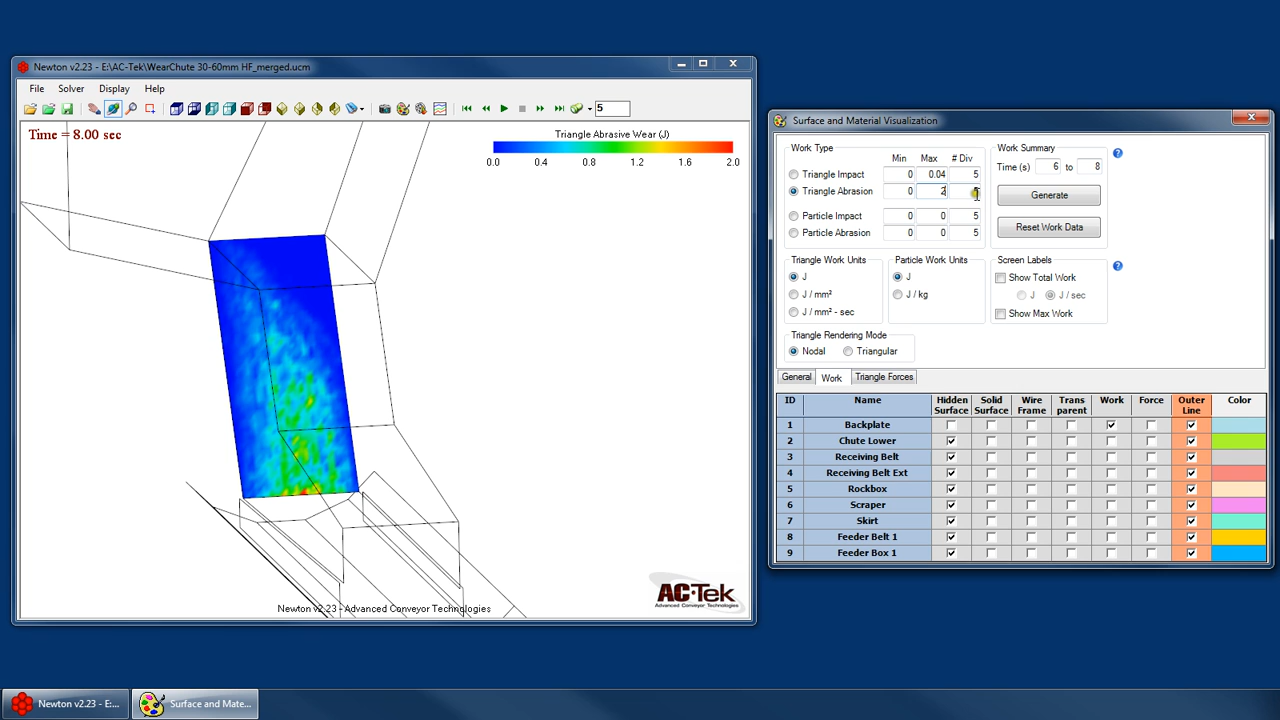 Newton v2.23 - E:\AC-Tek\WearChute 30-60mm HF_merged.ucm
File Solver Display Help
5
Time = 8.00 sec
Triangle Abrasive Wear (J)
0.0 0.4 0.8 1.2 1.6 2.0
AC-Tek
Advanced Conveyor Technologies
Newton v2.23 - Advanced Conveyor Technologies
Surface and Material Visualization
Work Type
Min Max # Div
Triangle Impact 0 0.04 5
Triangle Abrasion 0 2 5
Particle Impact 0 0 5
Particle Abrasion 0 0 5
Work Summary
Time (s) 6 to 8
Generate
Reset Work Data
Triangle Work Units
J
J / mm²
J / mm² - sec
Particle Work Units
J
J / kg
Screen Labels
Show Total Work
J J / sec
Show Max Work
Triangle Rendering Mode
Nodal Triangular
General Work Triangle Forces
ID Name Hidden Surface Solid Surface Wire Frame Trans parent Work Force Outer Line Color
1 Backplate
2 Chute Lower
3 Receiving Belt
4 Receiving Belt Ext
5 Rockbox
6 Scraper
7 Skirt
8 Feeder Belt 1
9 Feeder Box 1
Newton v2.23 - E:... Surface and Mate...